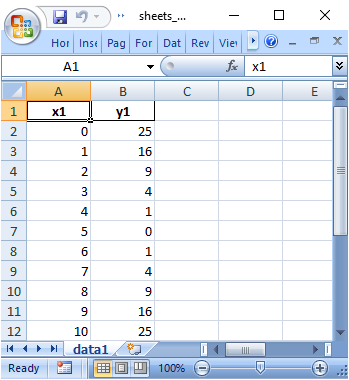 sheets_...
Hor Inse Pag For Dat Rev Viev Add
A1 fx x1
A B C D E
1 x1 y1
2 0 25
3 1 16
4 2 9
5 3 4
6 4 1
7 5 0
8 6 1
9 7 4
10 8 9
11 9 16
12 10 25
data1
Ready 100%